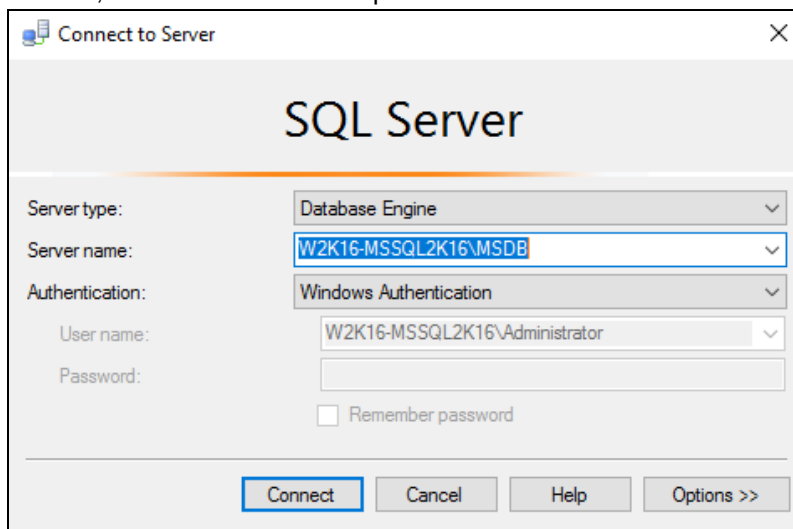 Connect to Server
SQL Server
Server type: Database Engine
Server name: W2K16-MSSQL2K16\MSDB
Authentication: Windows Authentication
User name: W2K16-MSSQL2K16\Administrator
Password:
Remember password
Connect Cancel Help Options >>